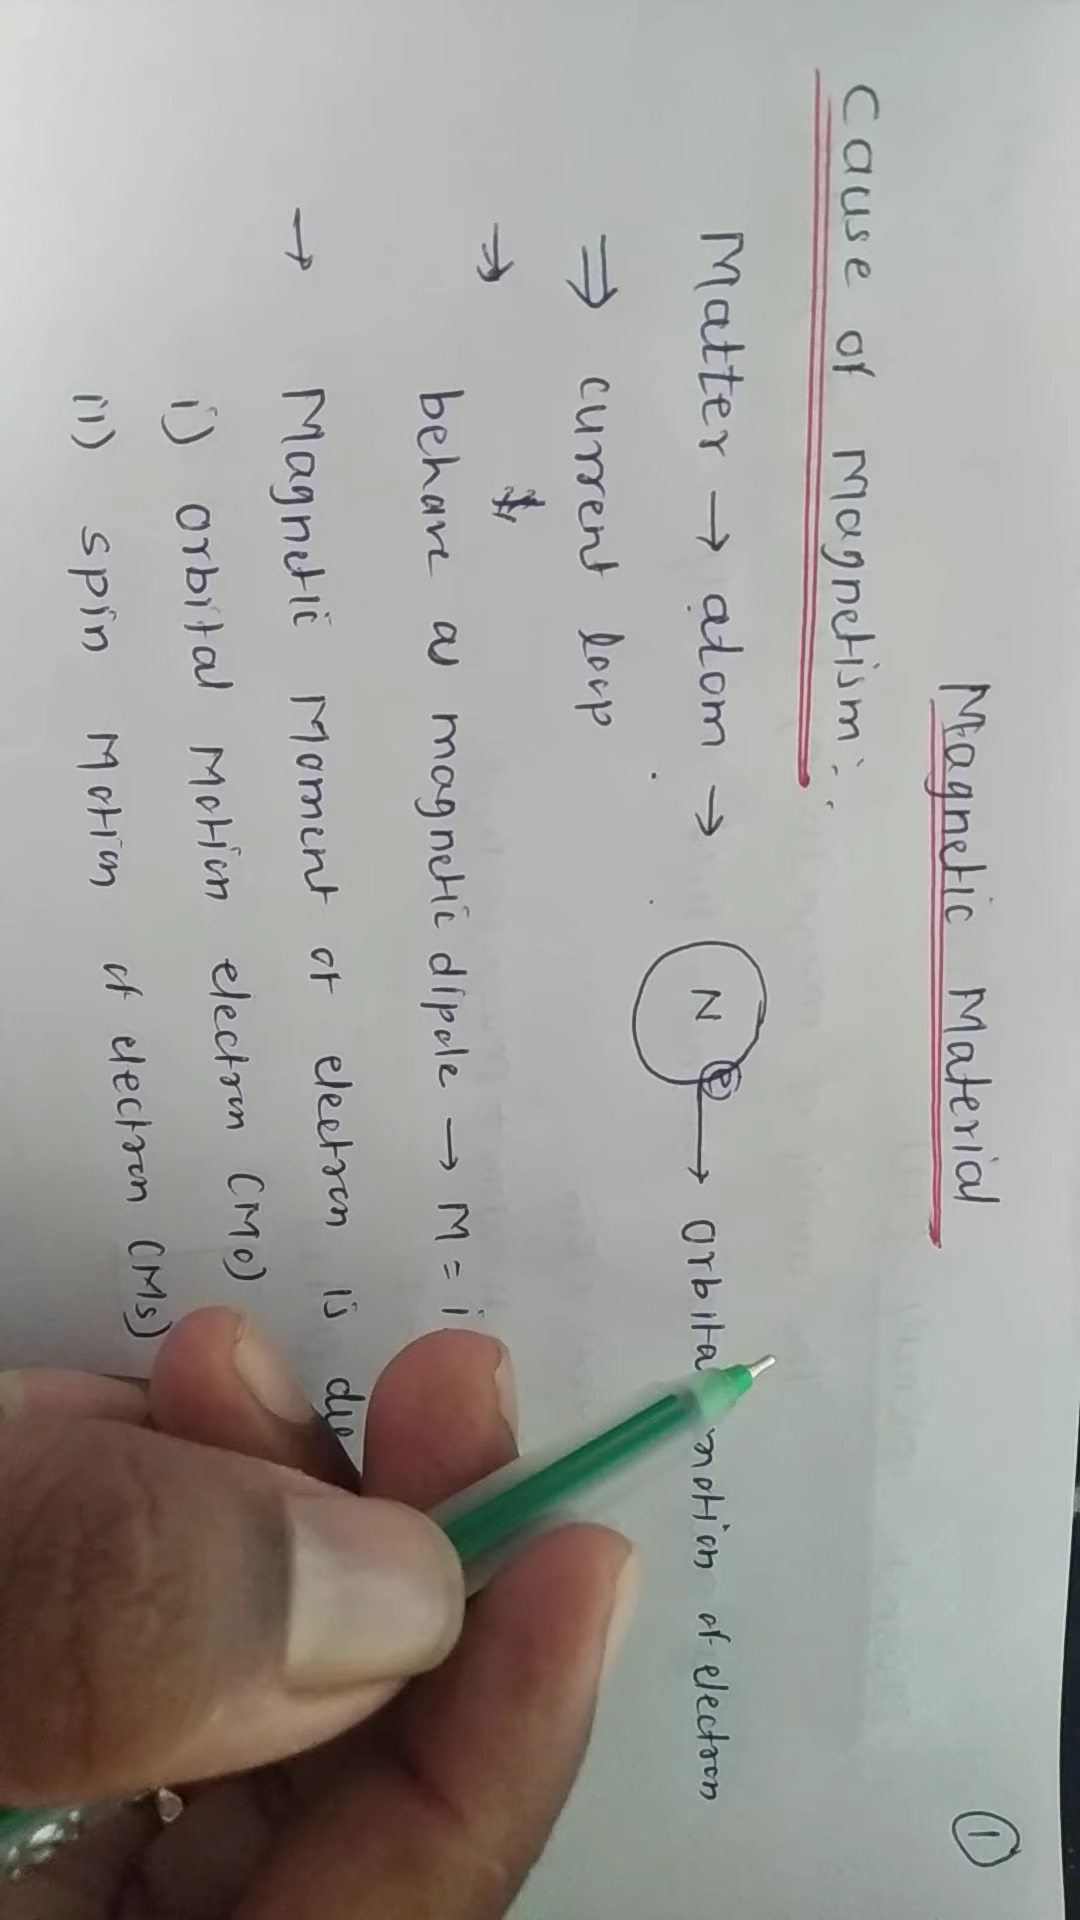 ①
Magnetic Material
Cause of Magnetism:
Matter → atom → N e → orbita motion of electron
⇒ current loop
→
behave as magnetic dipole → M = i
→ Magnetic Moment of electron is due
i) orbital Motion electron (Mo)
ii) spin Motion of electron (Ms)